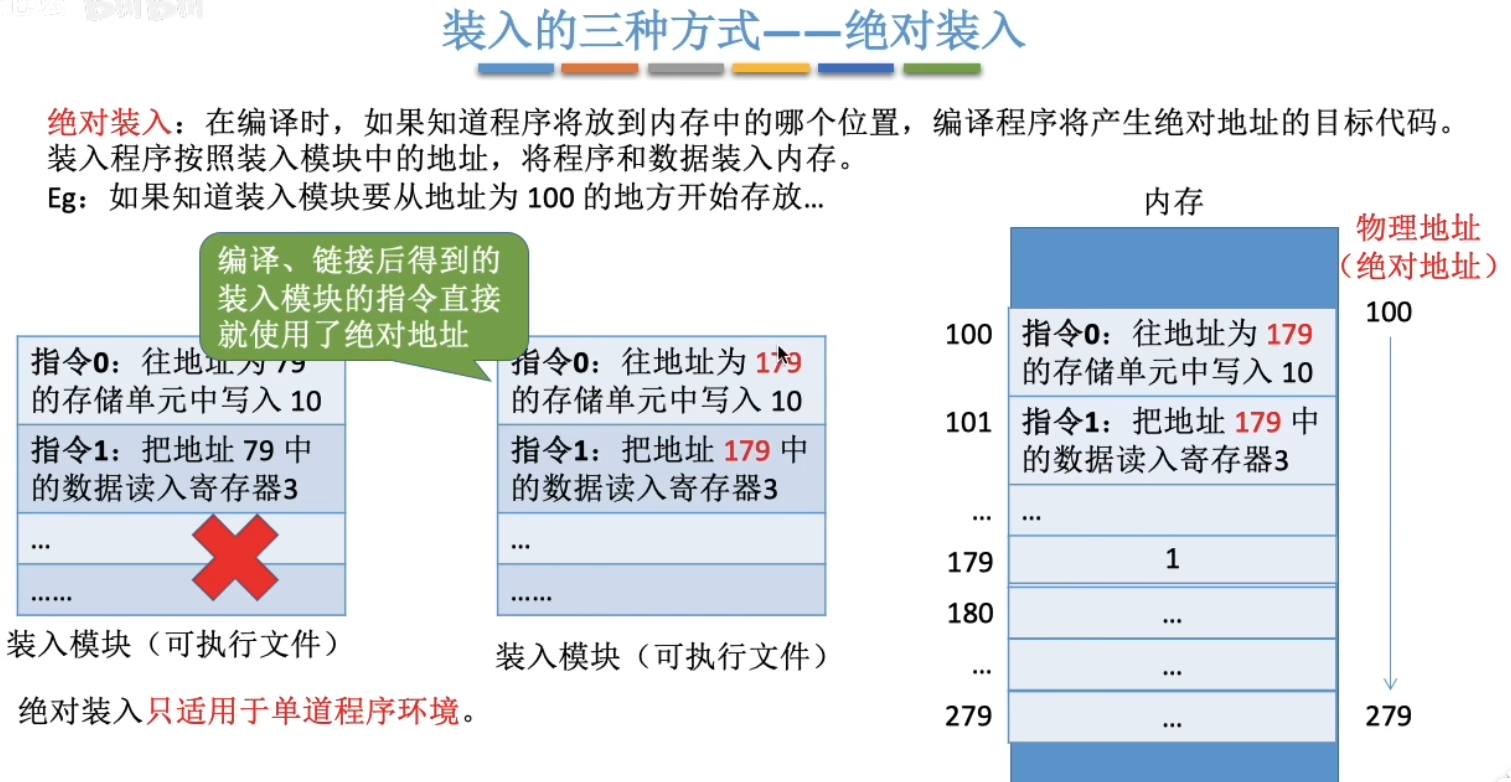 装入的三种方式——绝对装入
绝对装入：在编译时，如果知道程序将放到内存中的哪个位置，编译程序将产生绝对地址的目标代码。
装入程序按照装入模块中的地址，将程序和数据装入内存。
Eg：如果知道装入模块要从地址为 100 的地方开始存放...
编译、链接后得到的
装入模块的指令直接
就使用了绝对地址
指令0：往地址为 79
的存储单元中写入 10
指令1：把地址 79 中
的数据读入寄存器3
...
......
装入模块（可执行文件）
指令0：往地址为 179
的存储单元中写入 10
指令1：把地址 179 中
的数据读入寄存器3
...
......
装入模块（可执行文件）
绝对装入只适用于单道程序环境。
内存
物理地址
（绝对地址）
100
100
指令0：往地址为 179
的存储单元中写入 10
101
指令1：把地址 179 中
的数据读入寄存器3
... ...
179 1
180 ...
... ...
279 ...
279